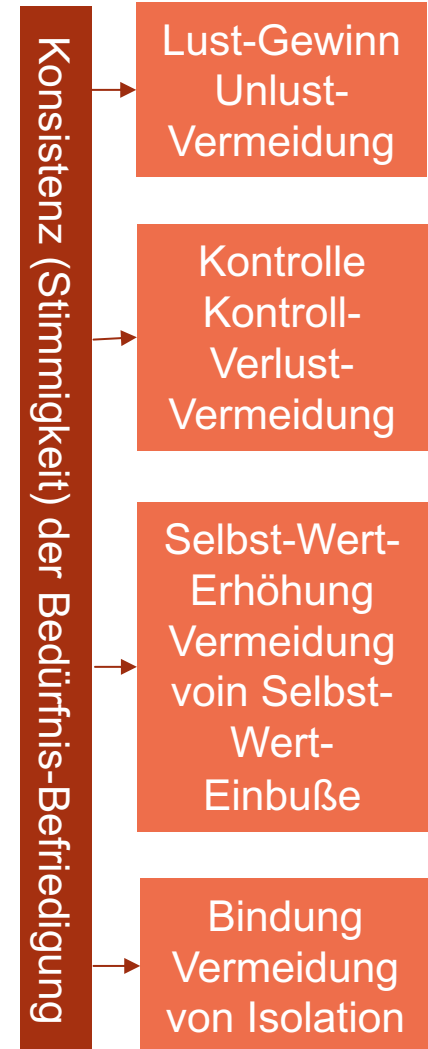 Konsistenz (Stimmigkeit) der Bedürfnis-Befriedigung
Lust-Gewinn
Unlust-
Vermeidung
Kontrolle
Kontroll-
Verlust-
Vermeidung
Selbst-Wert-
Erhöhung
Vermeidung
voin Selbst-
Wert-
Einbuße
Bindung
Vermeidung
von Isolation